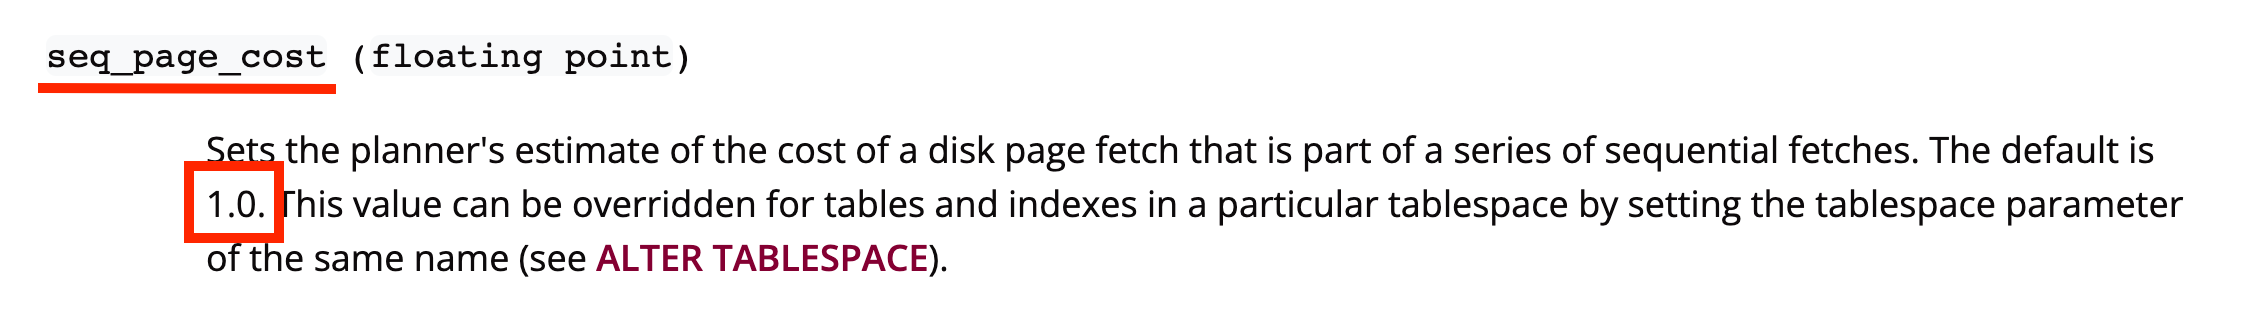 seq_page_cost (floating point)
Sets the planner's estimate of the cost of a disk page fetch that is part of a series of sequential fetches. The default is
1.0. This value can be overridden for tables and indexes in a particular tablespace by setting the tablespace parameter
of the same name (see ALTER TABLESPACE).